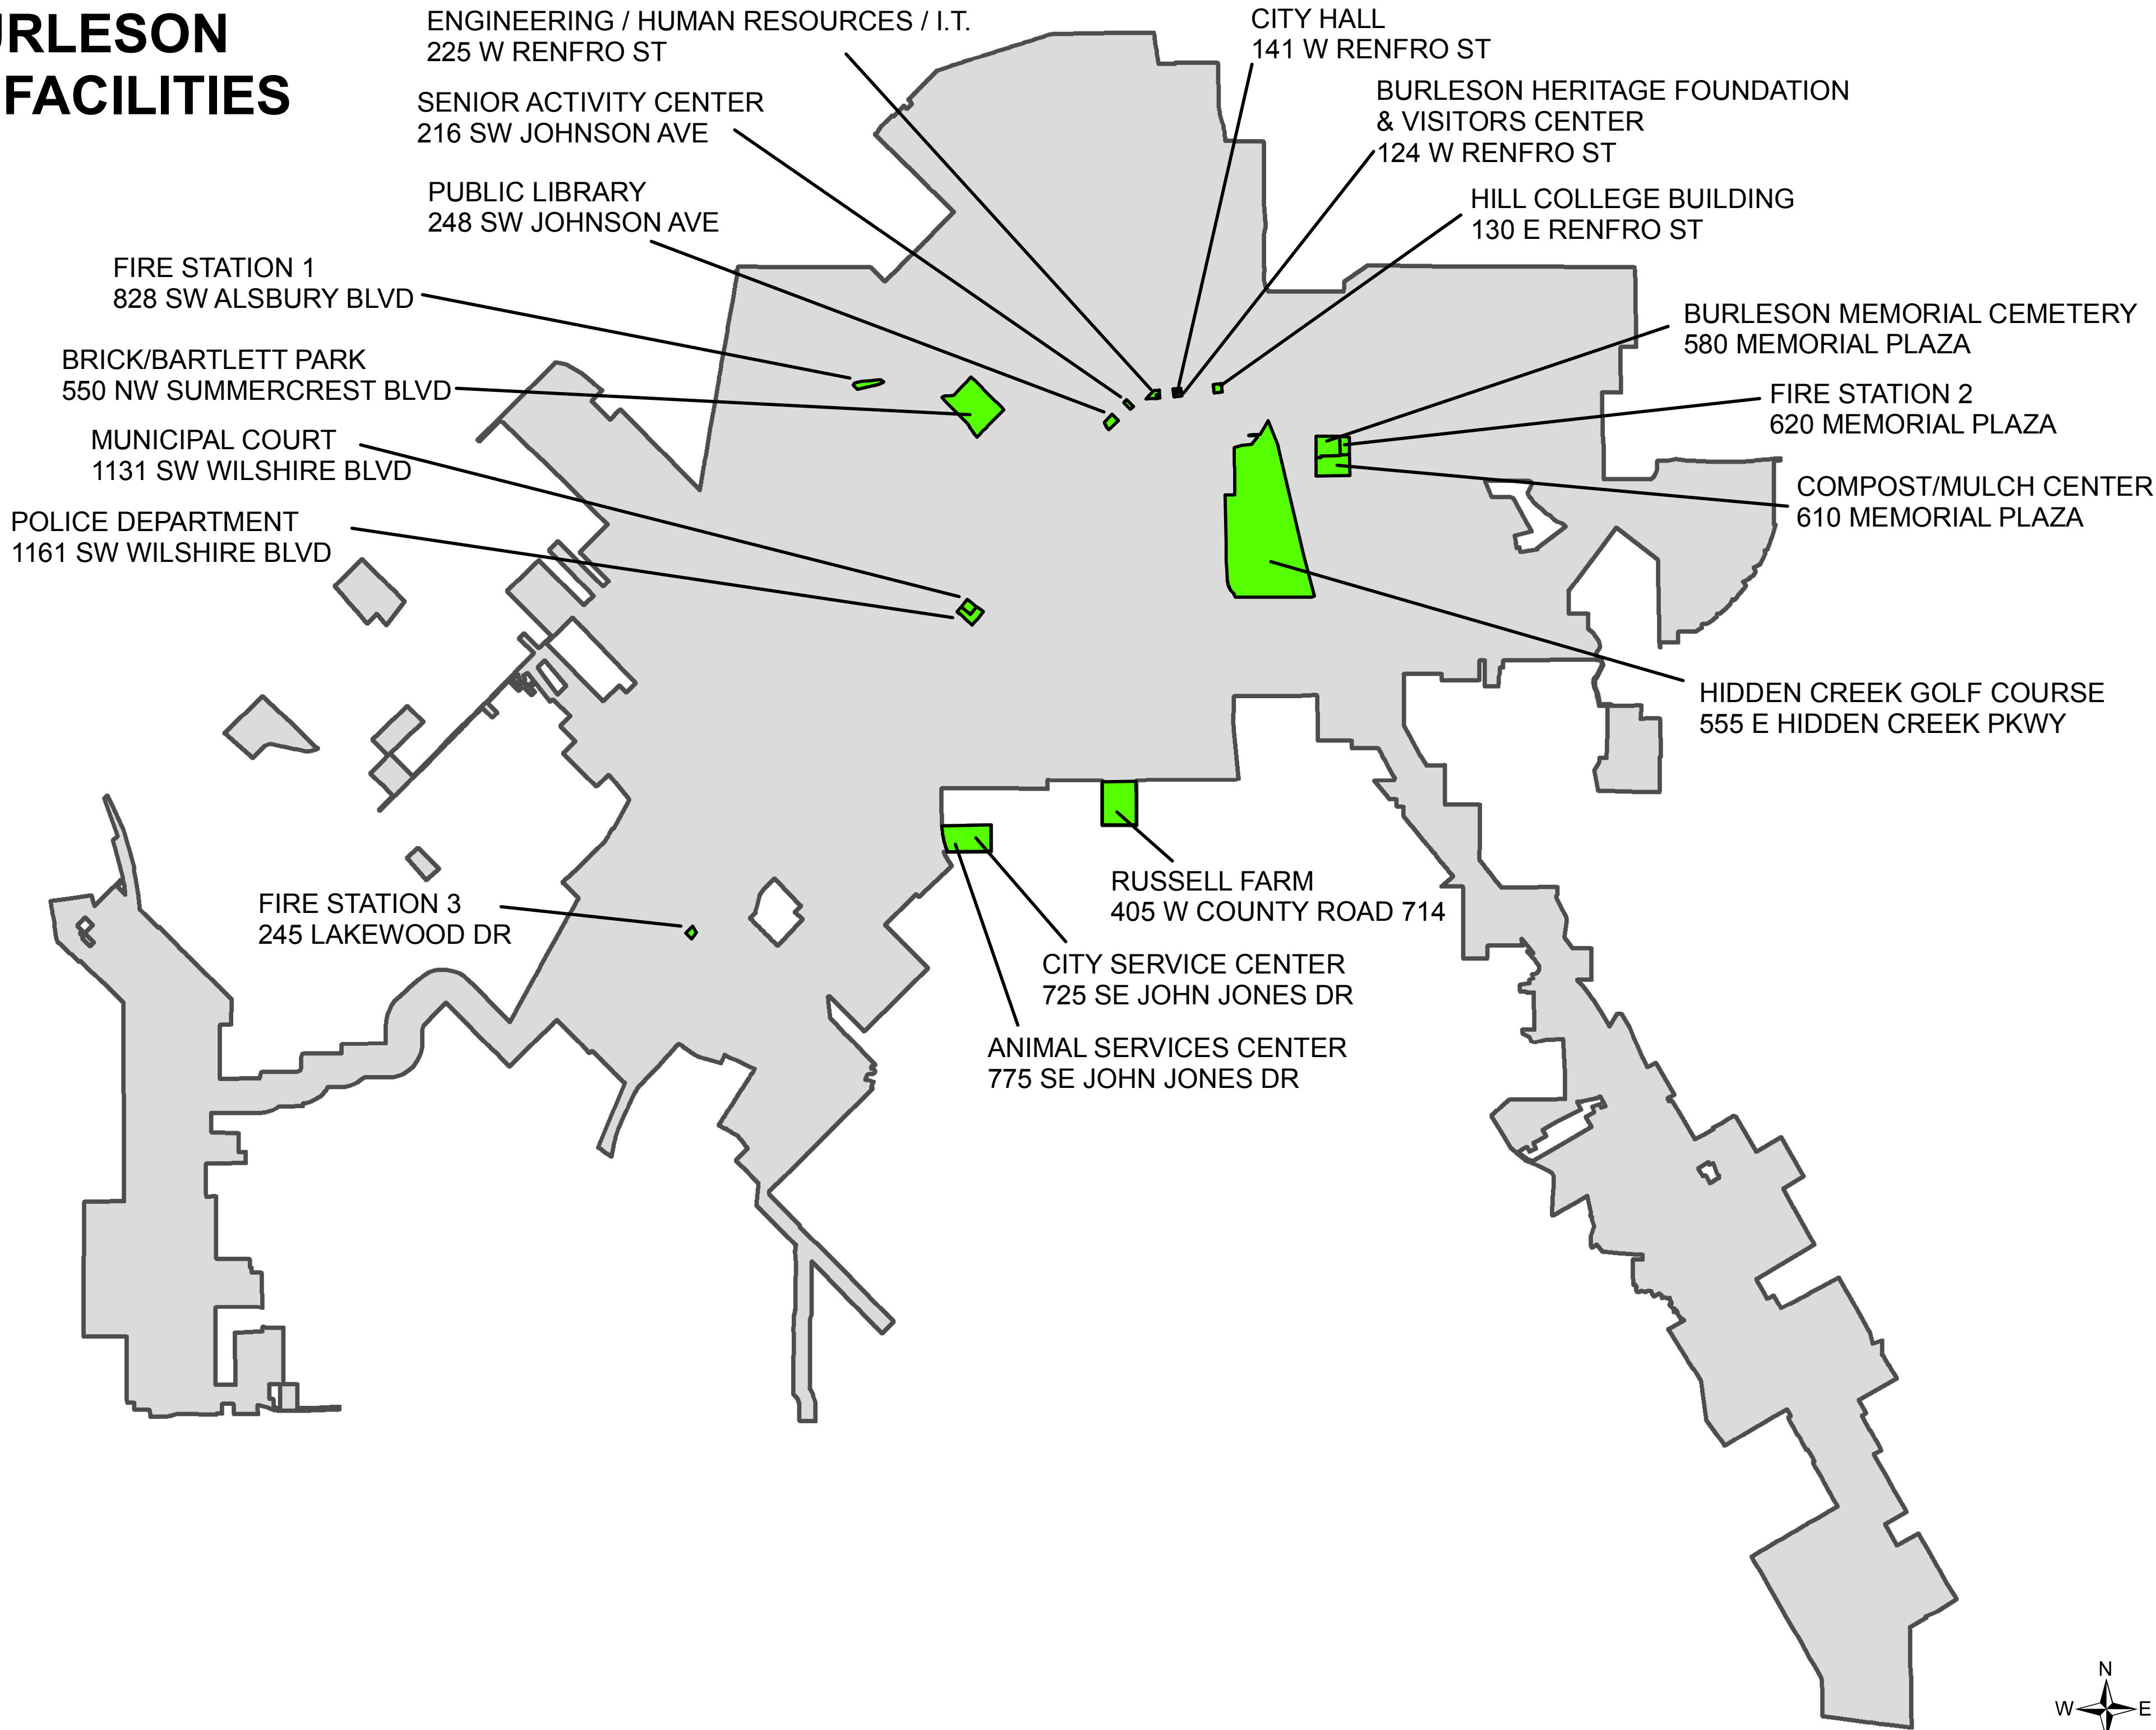 URLESON
FACILITIES
ENGINEERING / HUMAN RESOURCES / I.T.
225 W RENFRO ST
SENIOR ACTIVITY CENTER
216 SW JOHNSON AVE
PUBLIC LIBRARY
248 SW JOHNSON AVE
FIRE STATION 1
828 SW ALSBURY BLVD
BRICK/BARTLETT PARK
550 NW SUMMERCREST BLVD
MUNICIPAL COURT
1131 SW WILSHIRE BLVD
POLICE DEPARTMENT
1161 SW WILSHIRE BLVD
CITY HALL
141 W RENFRO ST
BURLESON HERITAGE FOUNDATION
& VISITORS CENTER
124 W RENFRO ST
HILL COLLEGE BUILDING
130 E RENFRO ST
BURLESON MEMORIAL CEMETERY
580 MEMORIAL PLAZA
FIRE STATION 2
620 MEMORIAL PLAZA
COMPOST/MULCH CENTER
610 MEMORIAL PLAZA
HIDDEN CREEK GOLF COURSE
555 E HIDDEN CREEK PKWY
RUSSELL FARM
405 W COUNTY ROAD 714
FIRE STATION 3
245 LAKEWOOD DR
CITY SERVICE CENTER
725 SE JOHN JONES DR
ANIMAL SERVICES CENTER
775 SE JOHN JONES DR
N
W E